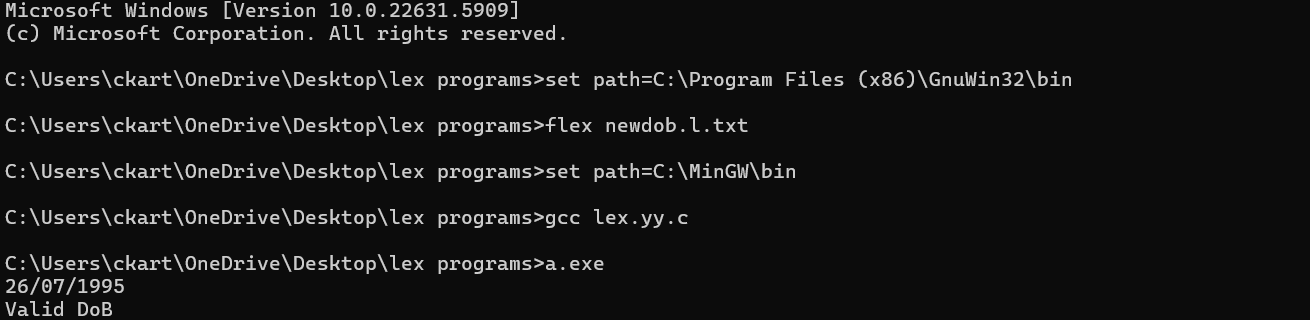 Microsoft Windows [Version 10.0.22631.5909]
(c) Microsoft Corporation. All rights reserved.
C:\Users\ckart\OneDrive\Desktop\lex programs>set path=C:\Program Files (x86)\GnuWin32\bin
C:\Users\ckart\OneDrive\Desktop\lex programs>flex newdob.l.txt
C:\Users\ckart\OneDrive\Desktop\lex programs>set path=C:\MinGW\bin
C:\Users\ckart\OneDrive\Desktop\lex programs>gcc lex.yy.c
C:\Users\ckart\OneDrive\Desktop\lex programs>a.exe
26/07/1995
Valid DoB